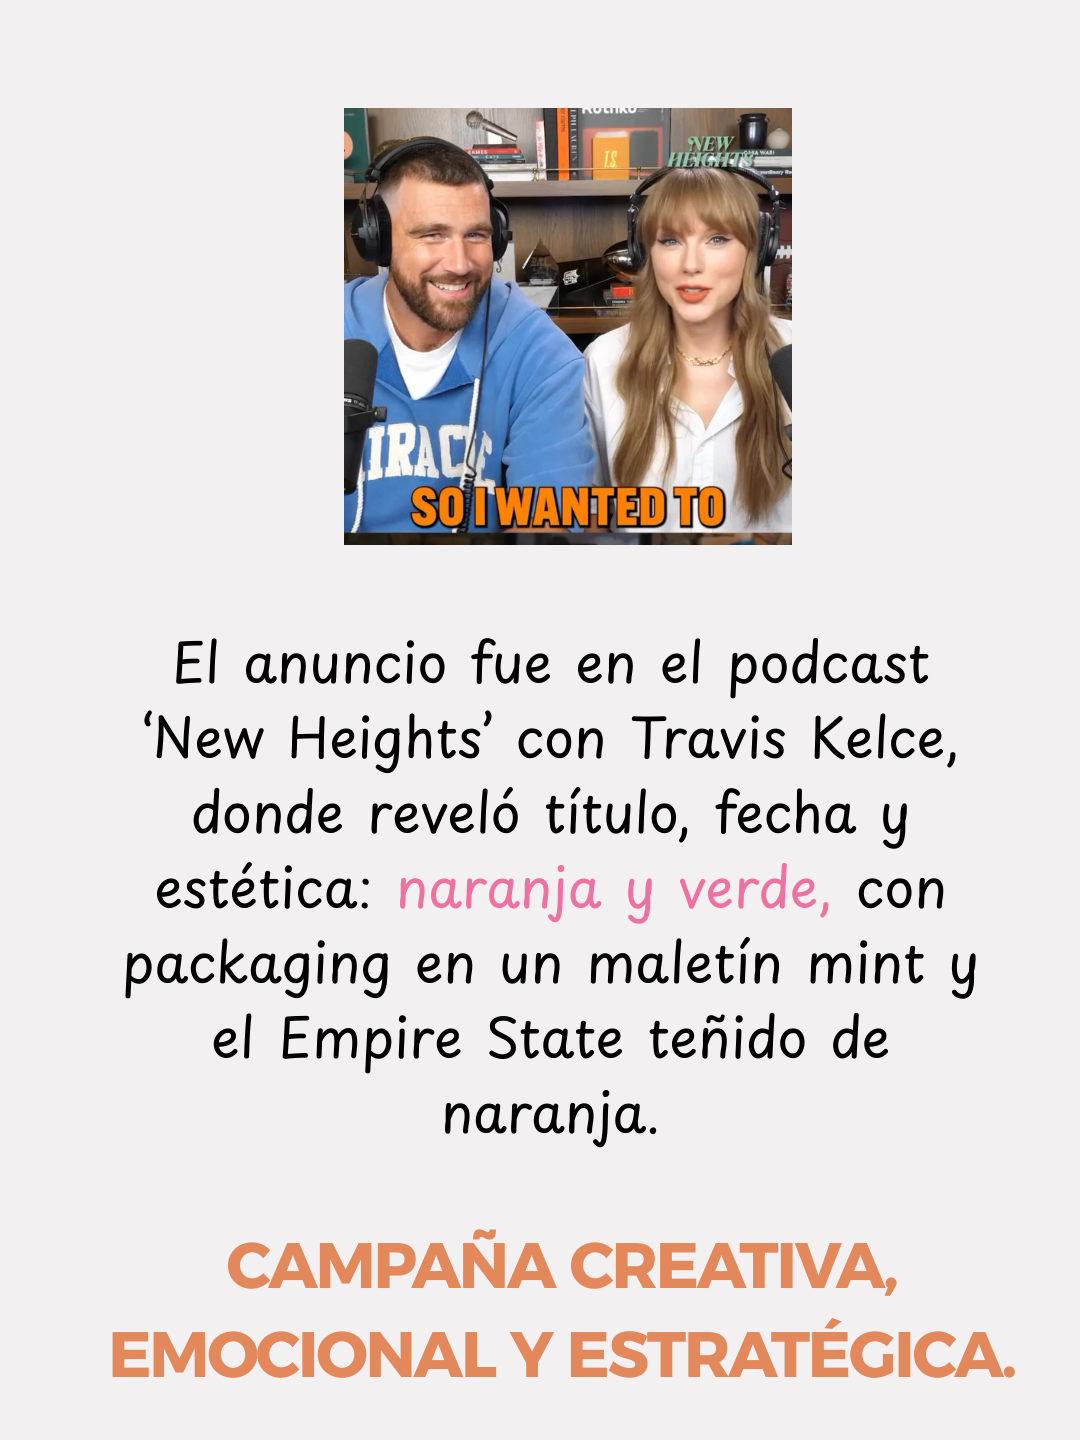 Rothko
T.S.
NEW
HEIGHTS
IRACLE
SO I WANTED TO
El anuncio fue en el podcast
‘New Heights’ con Travis Kelce,
donde reveló título, fecha y
estética: naranja y verde, con
packaging en un maletín mint y
el Empire State teñido de
naranja.
CAMPAÑA CREATIVA,
EMOCIONAL Y ESTRATÉGICA.